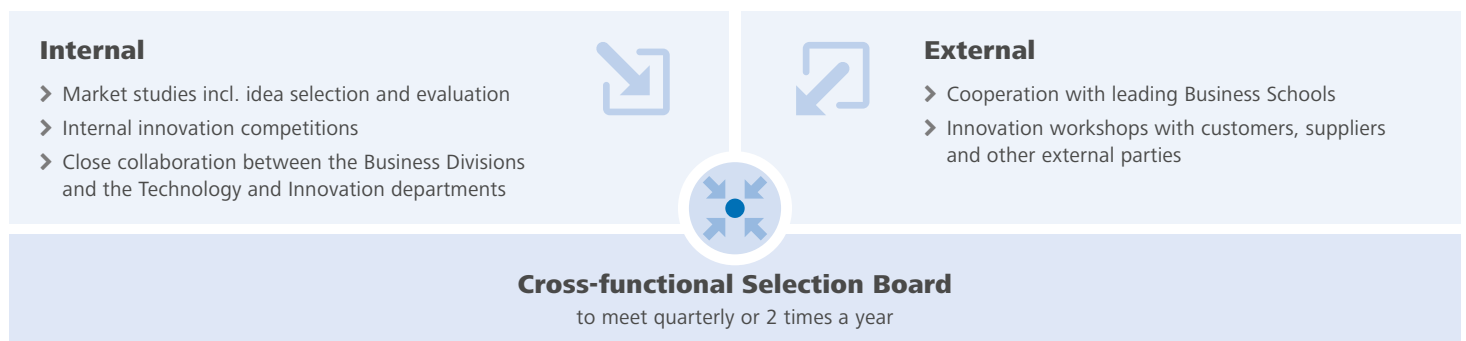 Internal
Market studies incl. idea selection and evaluation
Internal innovation competitions
Close collaboration between the Business Divisions
and the Technology and Innovation departments
External
Cooperation with leading Business Schools
Innovation workshops with customers, suppliers
and other external parties
Cross-functional Selection Board
to meet quarterly or 2 times a year